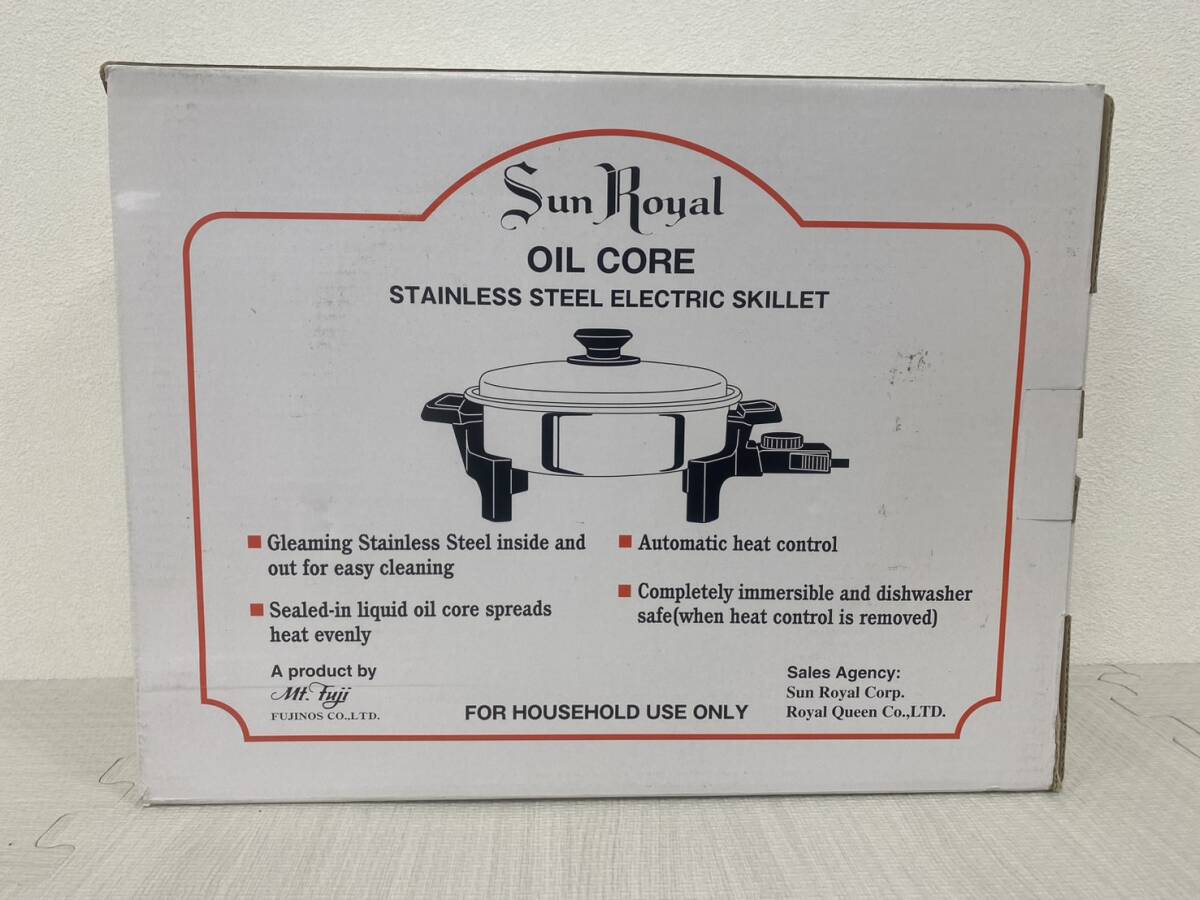 Sun Royal
OIL CORE
STAINLESS STEEL ELECTRIC SKILLET
Gleaming Stainless Steel inside and
out for easy cleaning
Sealed-in liquid oil core spreads
heat evenly
Automatic heat control
Completely immersible and dishwasher
safe(when heat control is removed)
A product by
Mt. Fuji
FUJINOS CO.,LTD.
FOR HOUSEHOLD USE ONLY
Sales Agency:
Sun Royal Corp.
Royal Queen Co.,LTD.